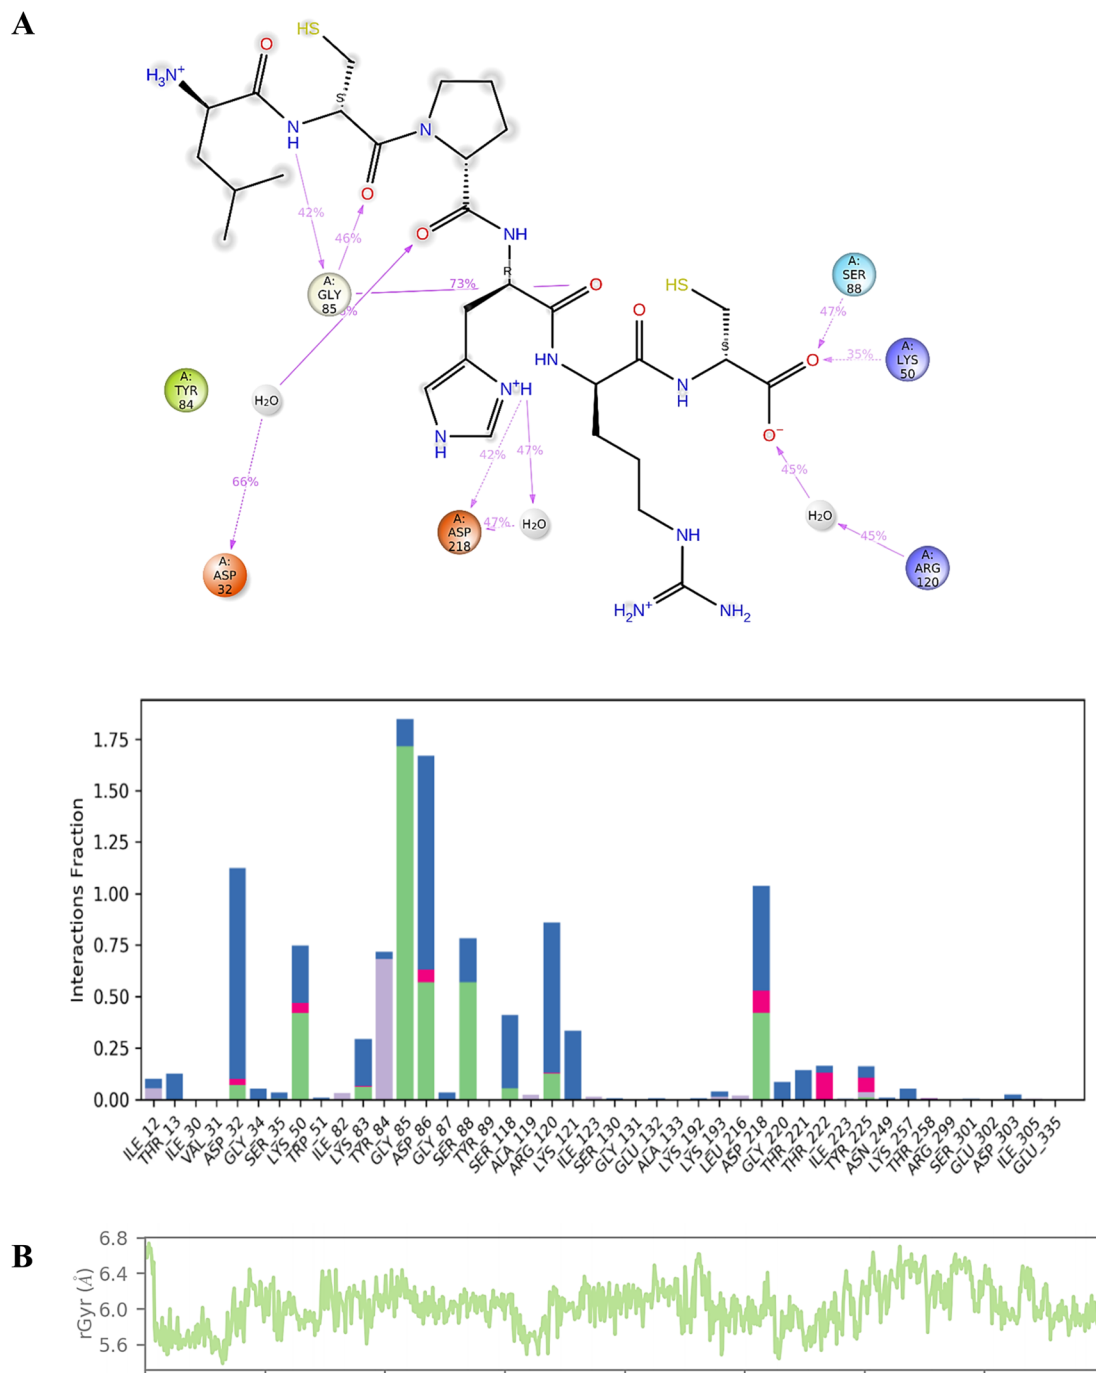 A
HS
O
H₃N⁺
S
N
H
N
O
42%
46%
O
NH
R
A:
GLY
85
73%
O
HS
A:
SER
88
47%
O
HN
S
O
35%
A:
LYS
50
A:
TYR
84
H₂O
N⁺H
N
H
O⁻
N
H
42%
47%
45%
66%
A:
ASP
218
47%
H₂O
H₂O
45%
NH
A:
ASP
32
A:
ARG
120
H₂N⁺
NH₂
Interactions Fraction
1.75
1.50
1.25
1.00
0.75
0.50
0.25
0.00
ILE_12
THR_13
ILE_30
VAL_31
ASP_32
GLY_34
SER_35
LYS_50
TRP_51
ILE_82
LYS_83
TYR_84
GLY_85
ASP_86
GLY_87
SER_88
TYR_89
SER_118
ALA_119
ARG_120
LYS_121
ILE_123
SER_130
GLY_131
GLU_132
ALA_133
LYS_192
LYS_193
LEU_216
ASP_218
GLY_220
THR_221
THR_222
ILE_223
TYR_225
ASN_249
LYS_257
THR_258
ARG_299
SER_301
GLU_302
ASP_303
ILE_305
GLU_335
B
rGyr (Å)
6.8
6.4
6.0
5.6